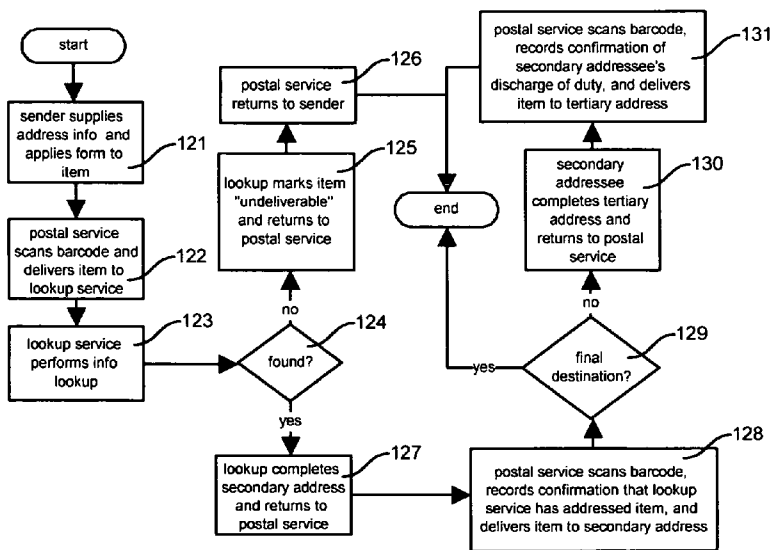 start
sender supplies
address info and
applies form to
item
121
postal service
scans barcode and
delivers item to
lookup service
122
lookup service
performs info
lookup
123
found?
124
no
yes
lookup marks item
"undeliverable"
and returns to
postal service
125
postal service
returns to sender
126
end
lookup completes
secondary address
and returns to
postal service
127
postal service scans barcode,
records confirmation that lookup
service has addressed item, and
delivers item to secondary address
128
final
destination?
129
yes
no
secondary
addressee
completes tertiary
address and
returns to postal
service
130
postal service scans barcode,
records confirmation of
secondary addressee's
discharge of duty, and delivers
item to tertiary address
131